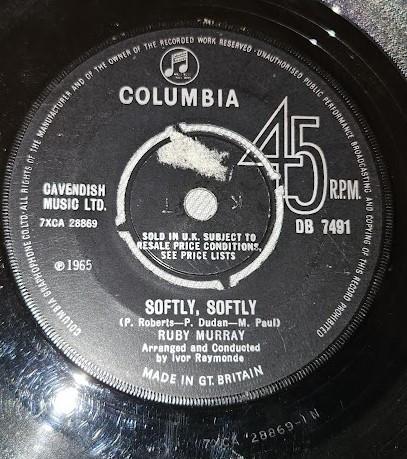 COLUMBIA GRAPHOPHONE CO.LTD·ALL RIGHTS OF THE MANUFACTURER AND OF THE OWNER OF THE RECORDED WORK RESERVED·UNAUTHORISED PUBLIC PERFORMANCE BROADCASTING AND COPYING OF THIS RECORD PROHIBITED
COLUMBIA
45
R.P.M.
CAVENDISH
MUSIC LTD.
7XCA 28869
DB 7491
K T
SOLD IN U.K. SUBJECT TO
RESALE PRICE CONDITIONS,
SEE PRICE LISTS
℗1965
SOFTLY, SOFTLY
(P. Roberts—P. Dudan—M. Paul)
RUBY MURRAY
Arranged and Conducted
by Ivor Raymonde
MADE IN GT. BRITAIN
7XCA 28869-1N